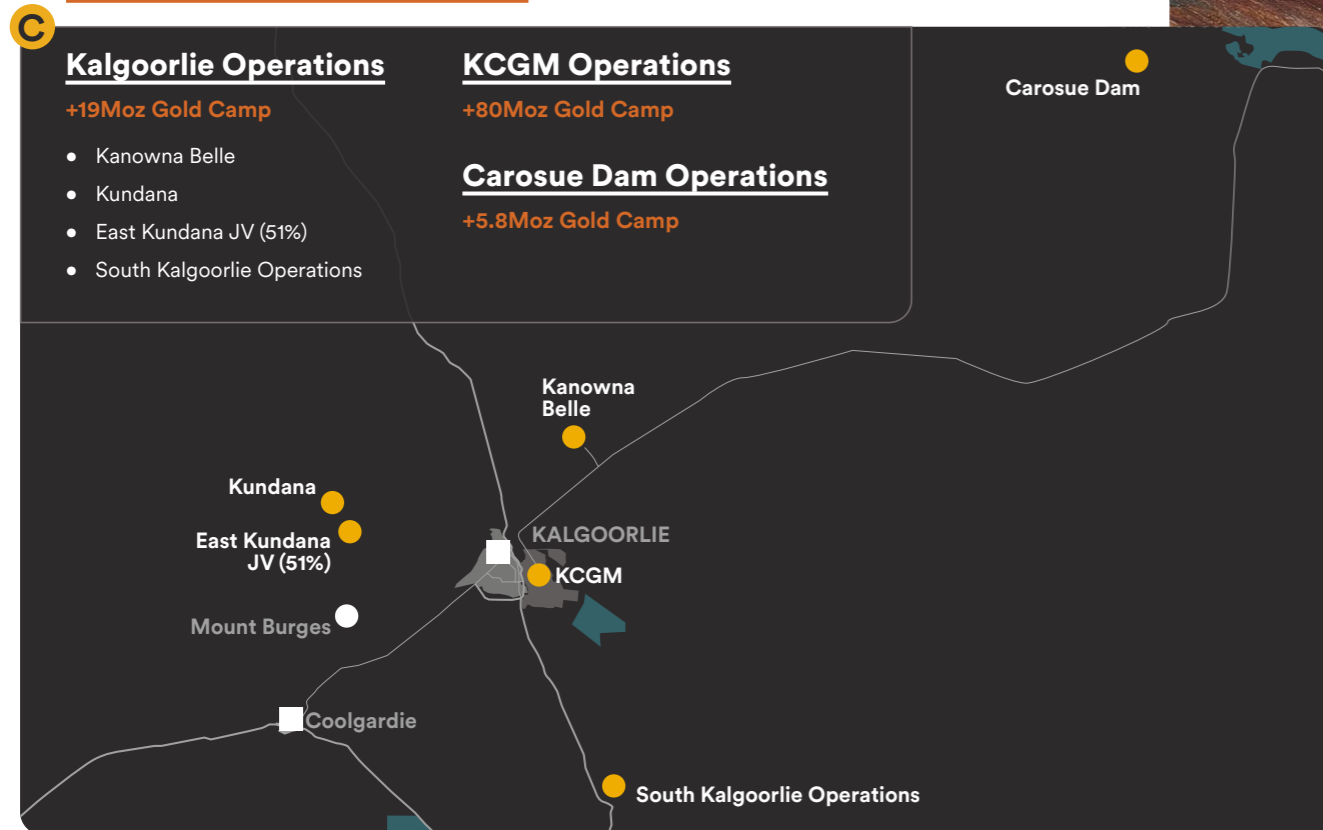 C
Kalgoorlie Operations
+19Moz Gold Camp
● Kanowna Belle
● Kundana
● East Kundana JV (51%)
● South Kalgoorlie Operations
KCGM Operations
+80Moz Gold Camp
Carosue Dam Operations
+5.8Moz Gold Camp
Carosue Dam
Kanowna
Belle
Kundana
East Kundana
JV (51%)
KALGOORLIE
KCGM
Mount Burges
Coolgardie
South Kalgoorlie Operations